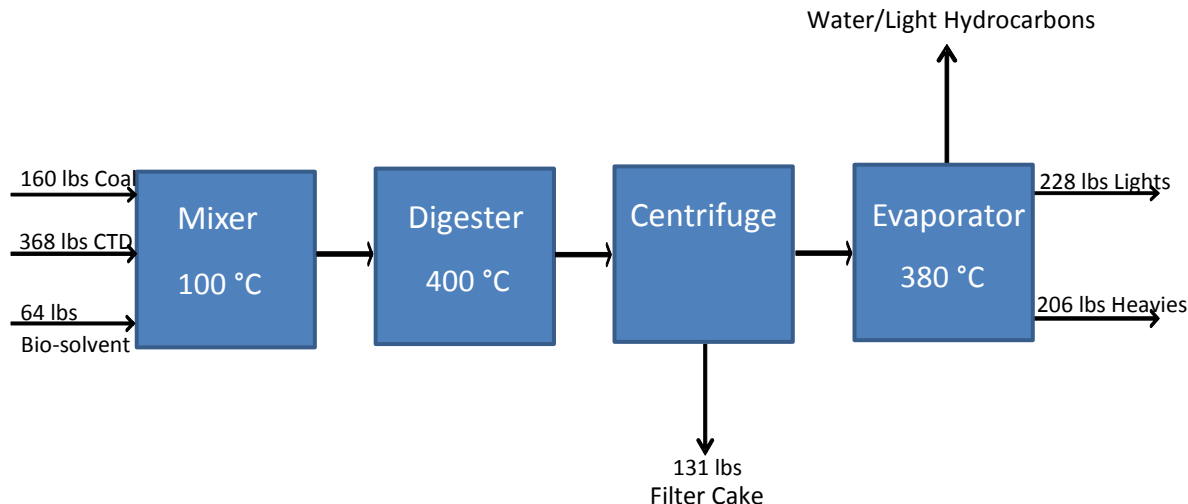 Water/Light Hydrocarbons
160 lbs Coal
368 lbs CTD
64 lbs
Bio-solvent
Mixer
100 °C
Digester
400 °C
Centrifuge
Evaporator
380 °C
228 lbs Lights
206 lbs Heavies
131 lbs
Filter Cake